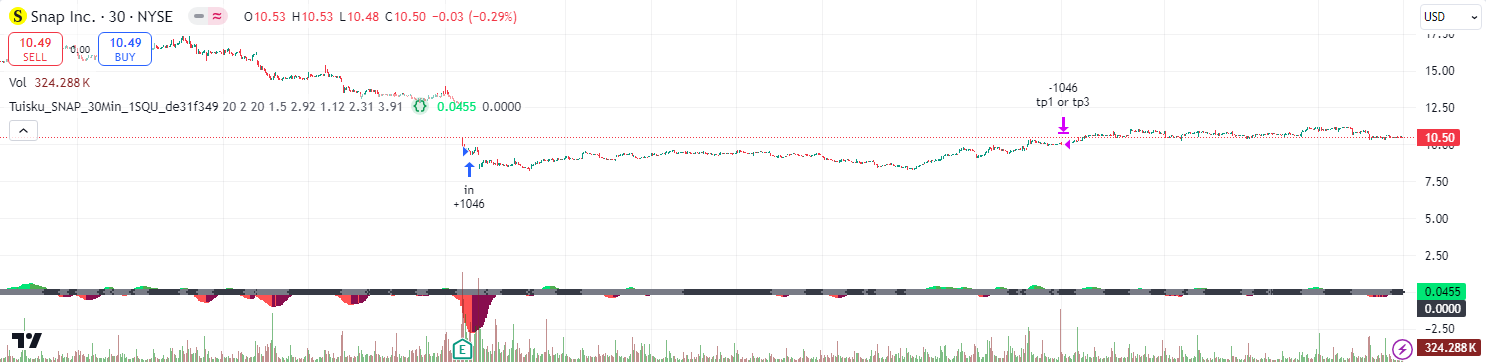 S Snap Inc. · 30 · NYSE O10.53 H10.53 L10.48 C10.50 −0.03 (−0.29%)
USD
17.50
10.49 SELL
0.00
10.49 BUY
15.00
Vol 324.288 K
-1046
tp1 or tp3
Tuisku_SNAP_30Min_1SQU_de31f349 20 2 20 1.5 2.92 1.12 2.31 3.91 {} 0.0455 0.0000
12.50
10.50
10.00
7.50
in
+1046
5.00
2.50
0.0455
0.0000
−2.50
E
324.288 K